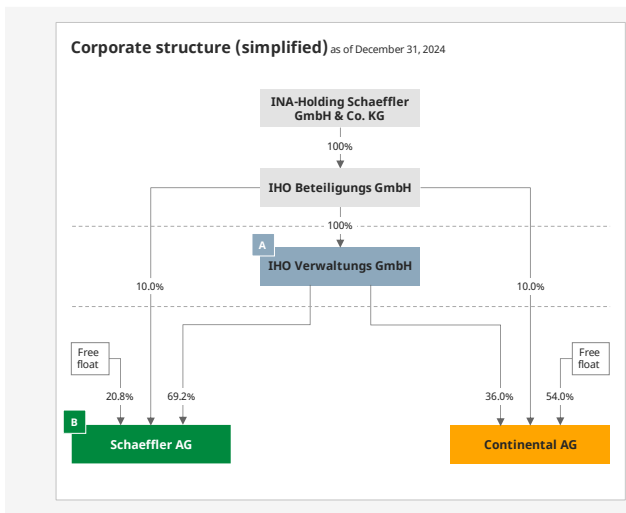 Corporate structure (simplified) as of December 31, 2024
INA-Holding Schaeffler
GmbH & Co. KG
100%
IHO Beteiligungs GmbH
100%
A
IHO Verwaltungs GmbH
10.0%
10.0%
Free
float
Free
float
20.8%
69.2%
36.0%
54.0%
B
Schaeffler AG
Continental AG